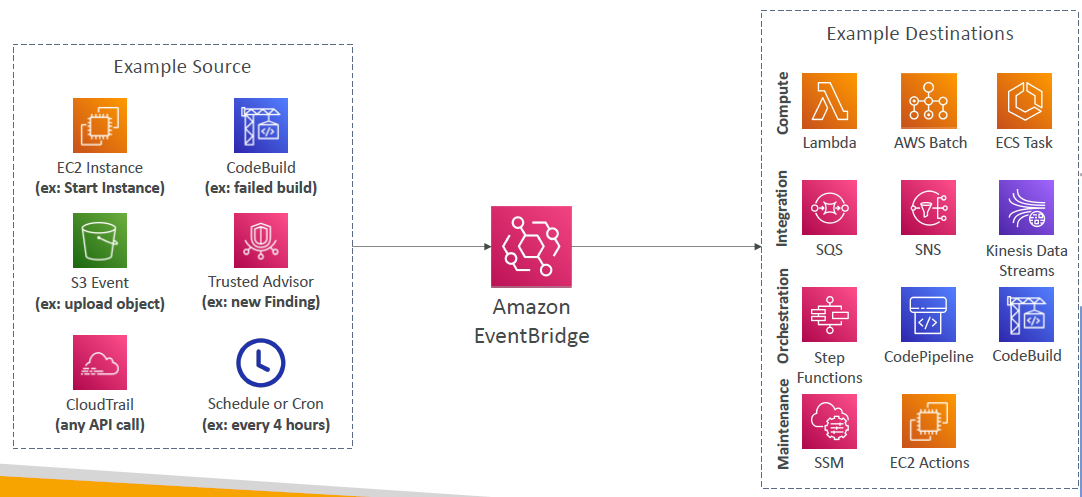 Example Source
EC2 Instance
(ex: Start Instance)
CodeBuild
(ex: failed build)
S3 Event
(ex: upload object)
Trusted Advisor
(ex: new Finding)
CloudTrail
(any API call)
Schedule or Cron
(ex: every 4 hours)
Amazon
EventBridge
Example Destinations
Compute
Lambda
AWS Batch
ECS Task
Integration
SQS
SNS
Kinesis Data
Streams
Orchestration
Step
Functions
CodePipeline
CodeBuild
Maintenance
SSM
EC2 Actions